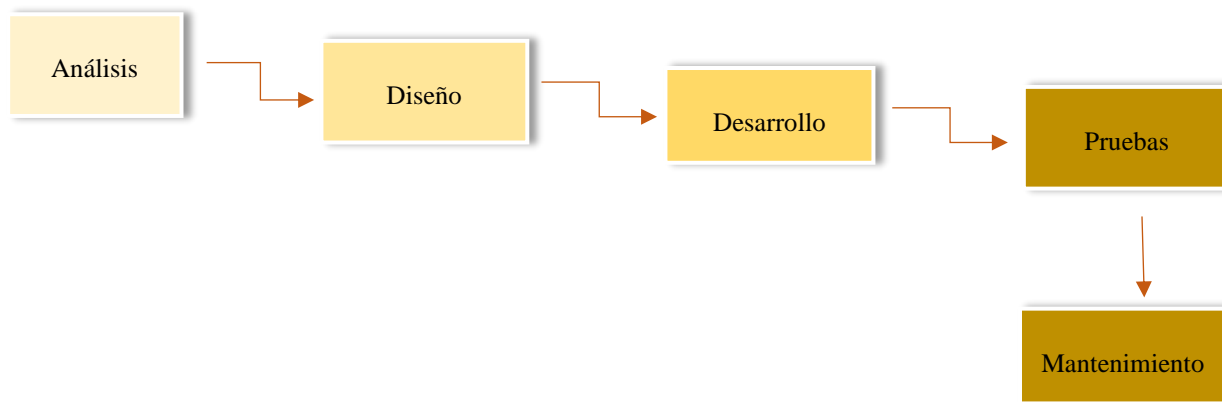 Análisis
Diseño
Desarrollo
Pruebas
Mantenimiento